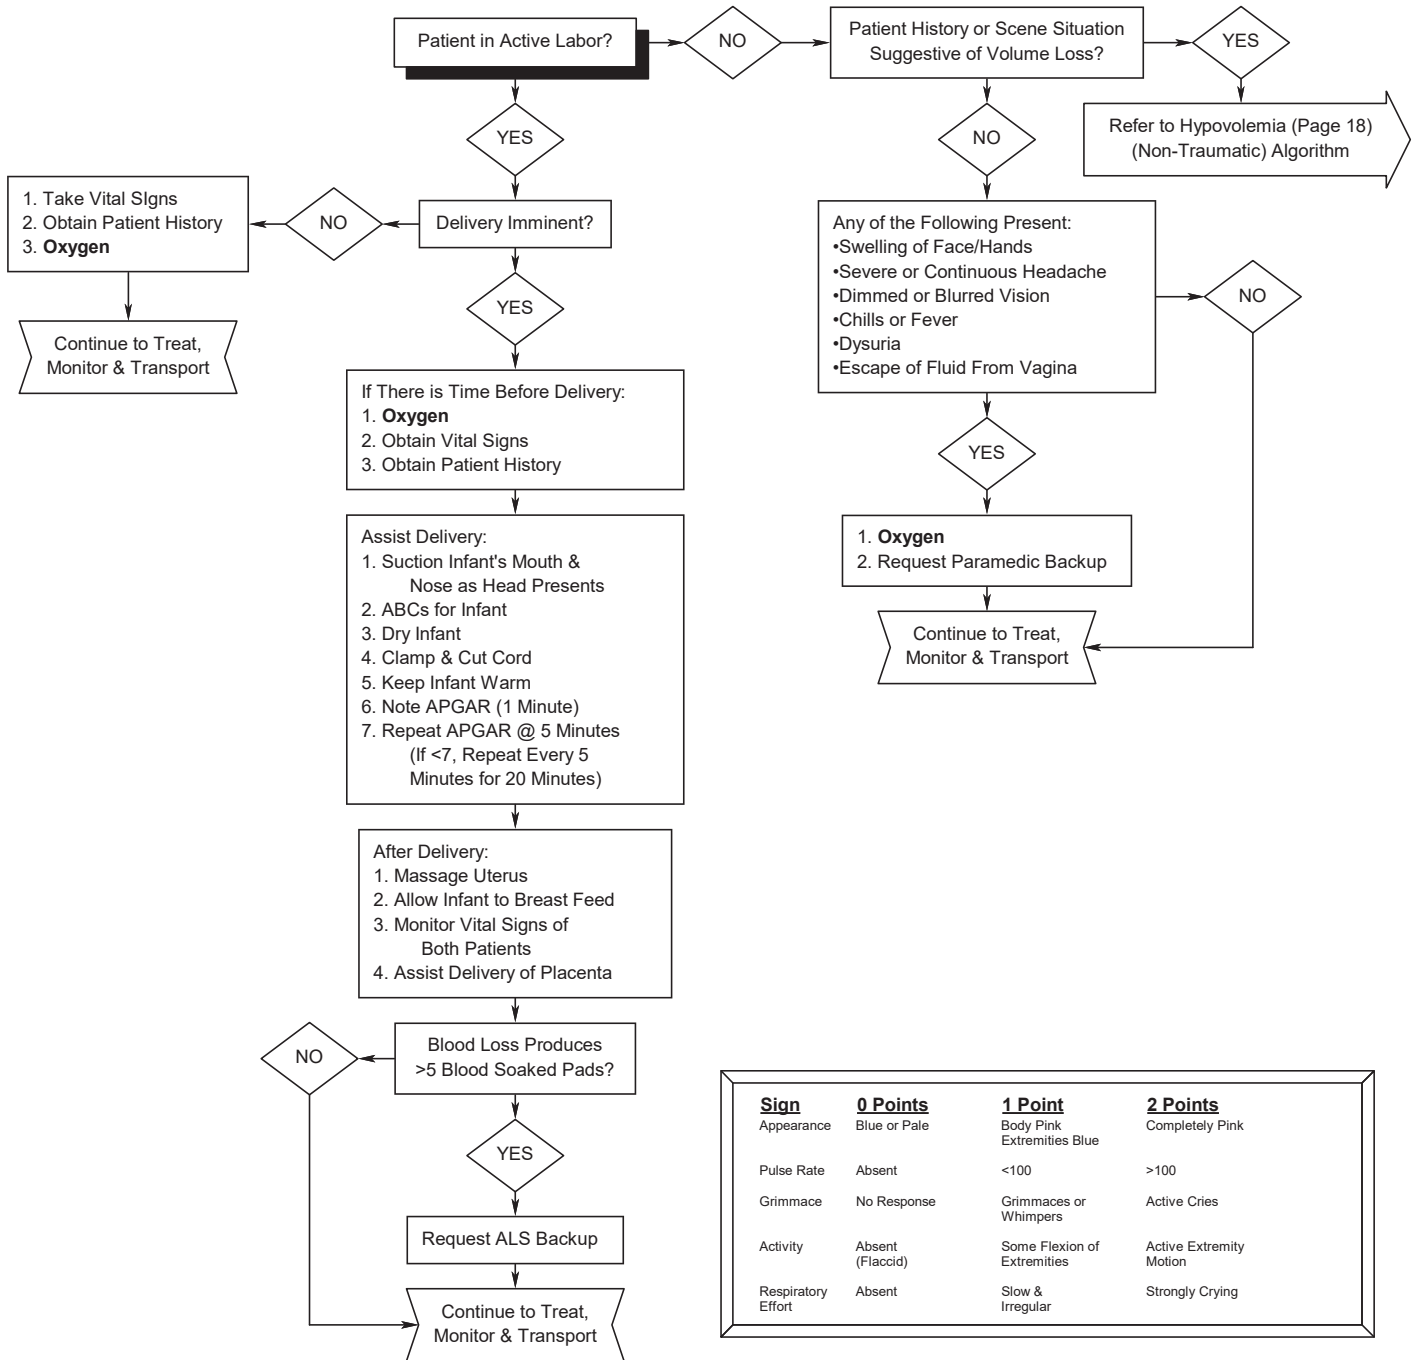 Patient in Active Labor?
NO
Patient History or Scene Situation
Suggestive of Volume Loss?
YES
Refer to Hypovolemia (Page 18)
(Non-Traumatic) Algorithm
NO
Any of the Following Present:
•Swelling of Face/Hands
•Severe or Continuous Headache
•Dimmed or Blurred Vision
•Chills or Fever
•Dysuria
•Escape of Fluid From Vagina
NO
YES
1. Oxygen
2. Request Paramedic Backup
Continue to Treat,
Monitor & Transport
YES
Delivery Imminent?
NO
1. Take Vital SIgns
2. Obtain Patient History
3. Oxygen
Continue to Treat,
Monitor & Transport
YES
If There is Time Before Delivery:
1. Oxygen
2. Obtain Vital Signs
3. Obtain Patient History
Assist Delivery:
1. Suction Infant's Mouth &
Nose as Head Presents
2. ABCs for Infant
3. Dry Infant
4. Clamp & Cut Cord
5. Keep Infant Warm
6. Note APGAR (1 Minute)
7. Repeat APGAR @ 5 Minutes
(If <7, Repeat Every 5
Minutes for 20 Minutes)
After Delivery:
1. Massage Uterus
2. Allow Infant to Breast Feed
3. Monitor Vital Signs of
Both Patients
4. Assist Delivery of Placenta
Blood Loss Produces
>5 Blood Soaked Pads?
NO
YES
Request ALS Backup
Continue to Treat,
Monitor & Transport
Sign 0 Points 1 Point 2 Points
Appearance Blue or Pale Body Pink Completely Pink
Extremities Blue
Pulse Rate Absent <100 >100
Grimmace No Response Grimmaces or Active Cries
Whimpers
Activity Absent Some Flexion of Active Extremity
(Flaccid) Extremities Motion
Respiratory Absent Slow & Strongly Crying
Effort Irregular